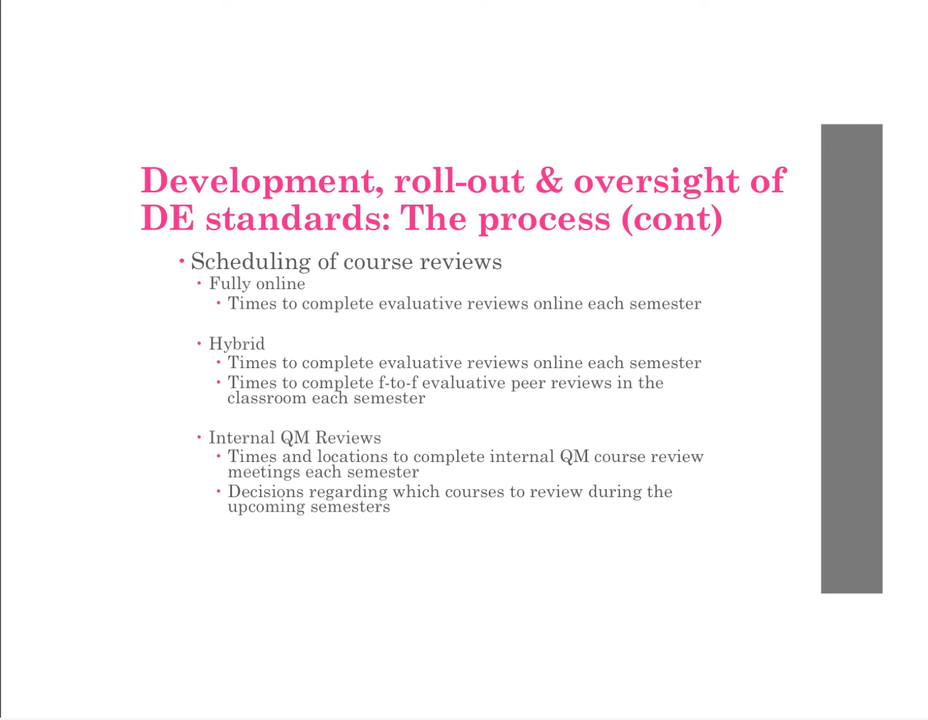 Development, roll-out & oversight of
DE standards: The process (cont)
• Scheduling of course reviews
• Fully online
• Times to complete evaluative reviews online each semester
• Hybrid
• Times to complete evaluative reviews online each semester
• Times to complete f-to-f evaluative peer reviews in the
classroom each semester
• Internal QM Reviews
• Times and locations to complete internal QM course review
meetings each semester
• Decisions regarding which courses to review during the
upcoming semesters